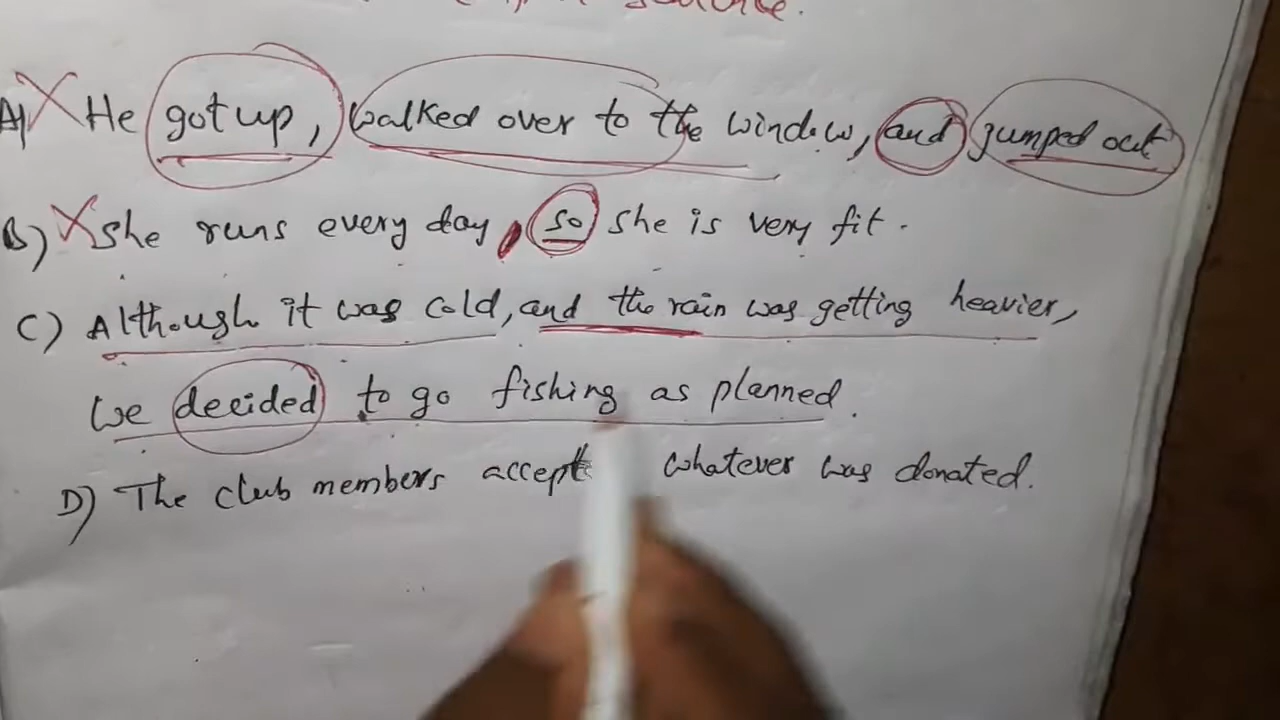 sentence.
A) X He got up, walked over to the window, and jumped out
B) X She runs every day, so she is very fit.
C) Although it was cold, and the rain was getting heavier,
we decided to go fishing as planned.
D) The club members accept whatever was donated.